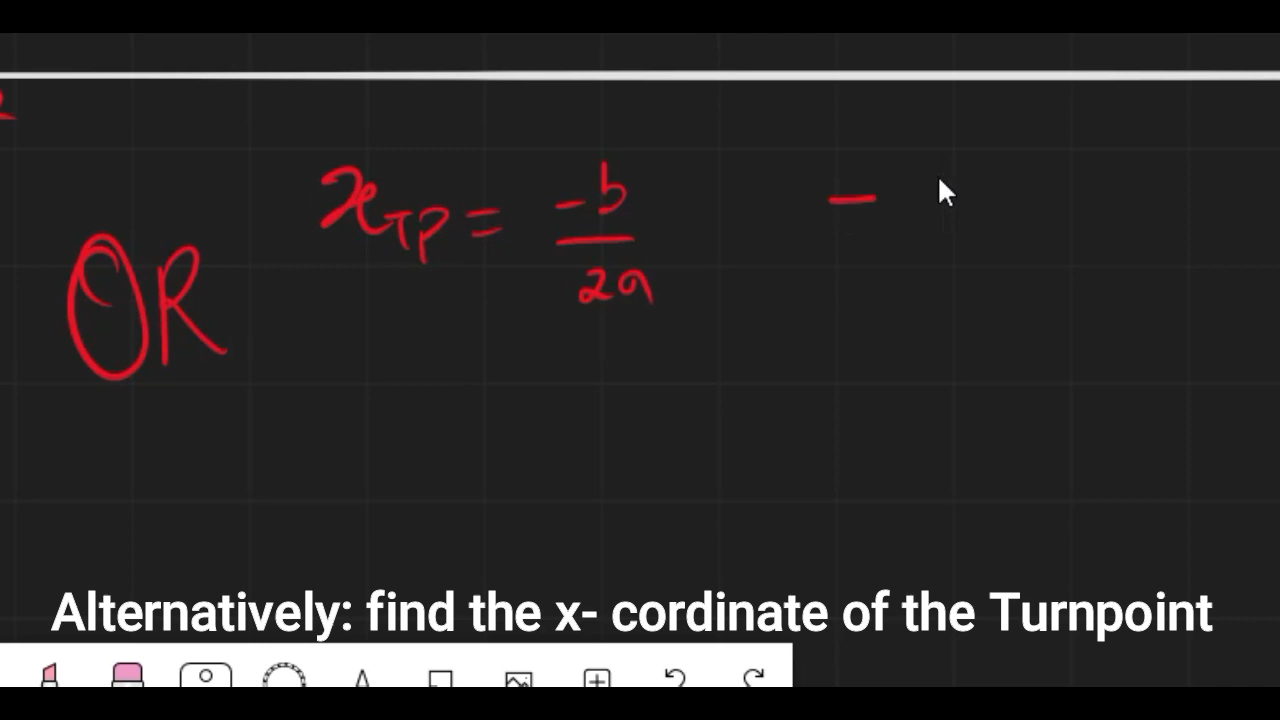 x_TP = -b/2a —
OR
Alternatively: find the x- cordinate of the Turnpoint